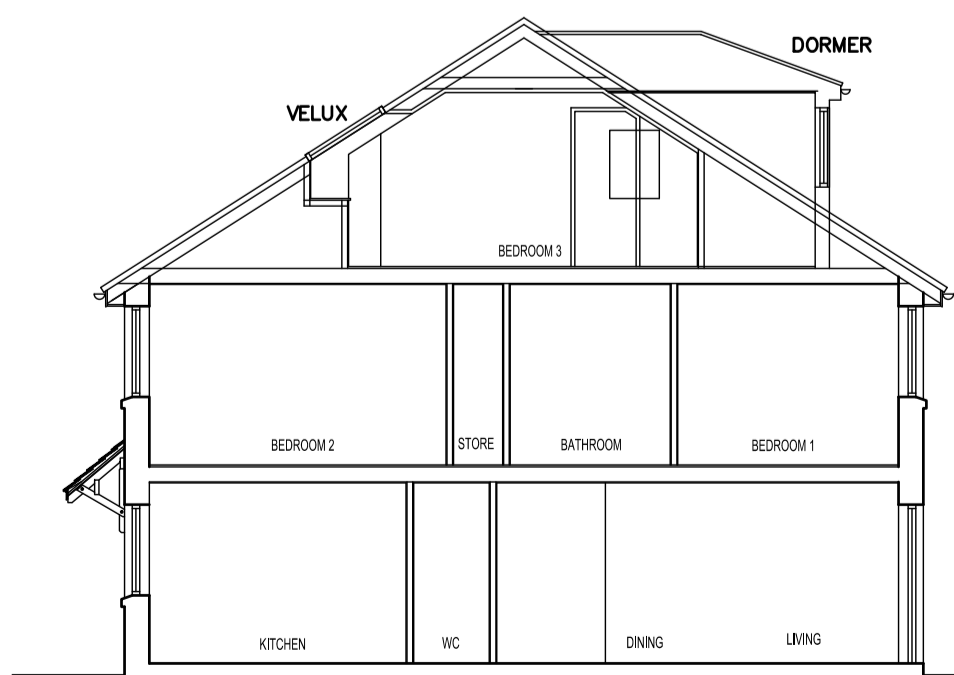 DORMER
VELUX
BEDROOM 3
BEDROOM 2
STORE
BATHROOM
BEDROOM 1
KITCHEN
WC
DINING
LIVING